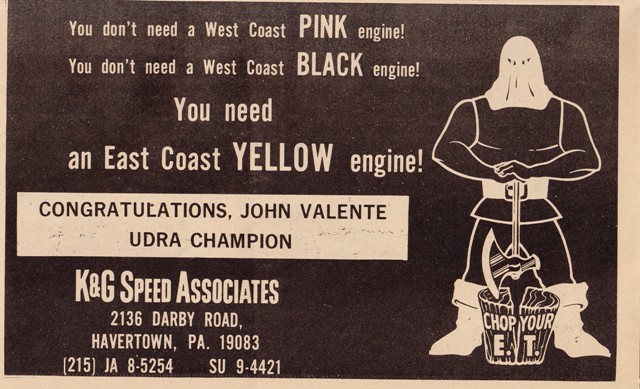 You don't need a West Coast PINK engine!
You don't need a West Coast BLACK engine!
You need
an East Coast YELLOW engine!
CONGRATULATIONS, JOHN VALENTE
UDRA CHAMPION
K&G SPEED ASSOCIATES
2136 DARBY ROAD,
HAVERTOWN, PA. 19083
(215) JA 8-5254 SU 9-4421
CHOP YOUR
E.T.